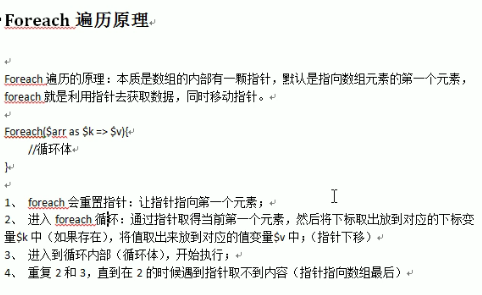 Foreach 遍历原理
Foreach 遍历的原理：本质是数组的内部有一颗指针，默认是指向数组元素的第一个元素，
foreach 就是利用指针去获取数据，同时移动指针。
Foreach($arr as $k => $v){
//循环体
}
1、 foreach 会重置指针：让指针指向第一个元素；
2、 进入 foreach 循环：通过指针取得当前第一个元素，然后将下标取出放到对应的下标变
量$k 中（如果存在），将值取出来放到对应的值变量$v 中；（指针下移）
3、 进入到循环内部（循环体），开始执行；
4、 重复 2 和 3，直到在 2 的时候遇到指针取不到内容（指针指向数组最后）